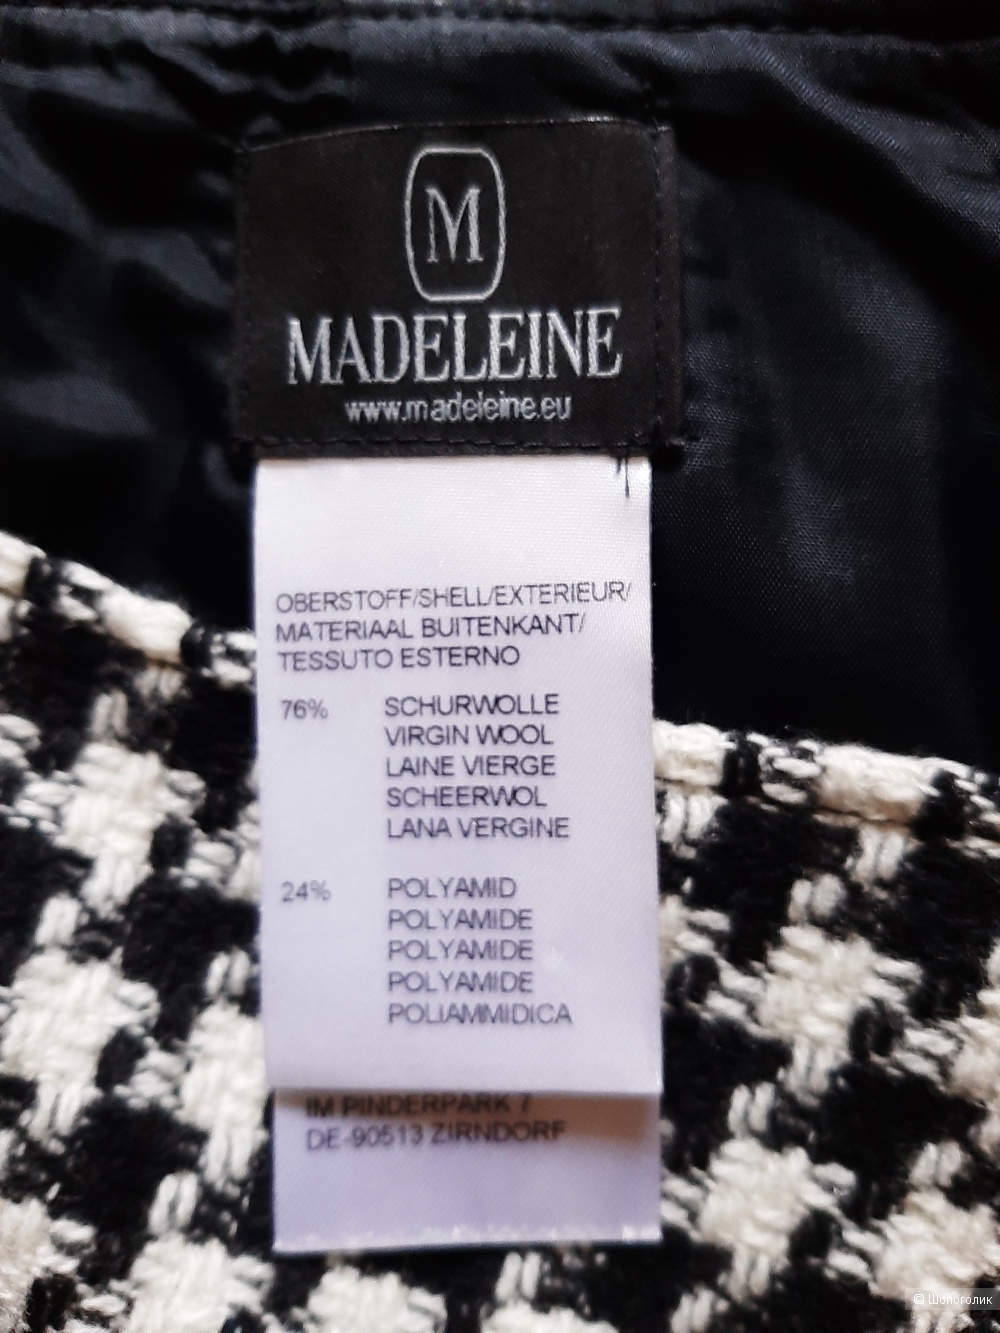 M
MADELEINE
www.madeleine.eu
OBERSTOFF/SHELL/EXTERIEUR/
MATERIAAL BUITENKANT/
TESSUTO ESTERNO
76% SCHURWOLLE
VIRGIN WOOL
LAINE VIERGE
SCHEERWOL
LANA VERGINE
24% POLYAMID
POLYAMIDE
POLYAMIDE
POLYAMIDE
POLIAMMIDICA
IM PINDERPARK 7
DE-90513 ZIRNDORF
© Шопоголик